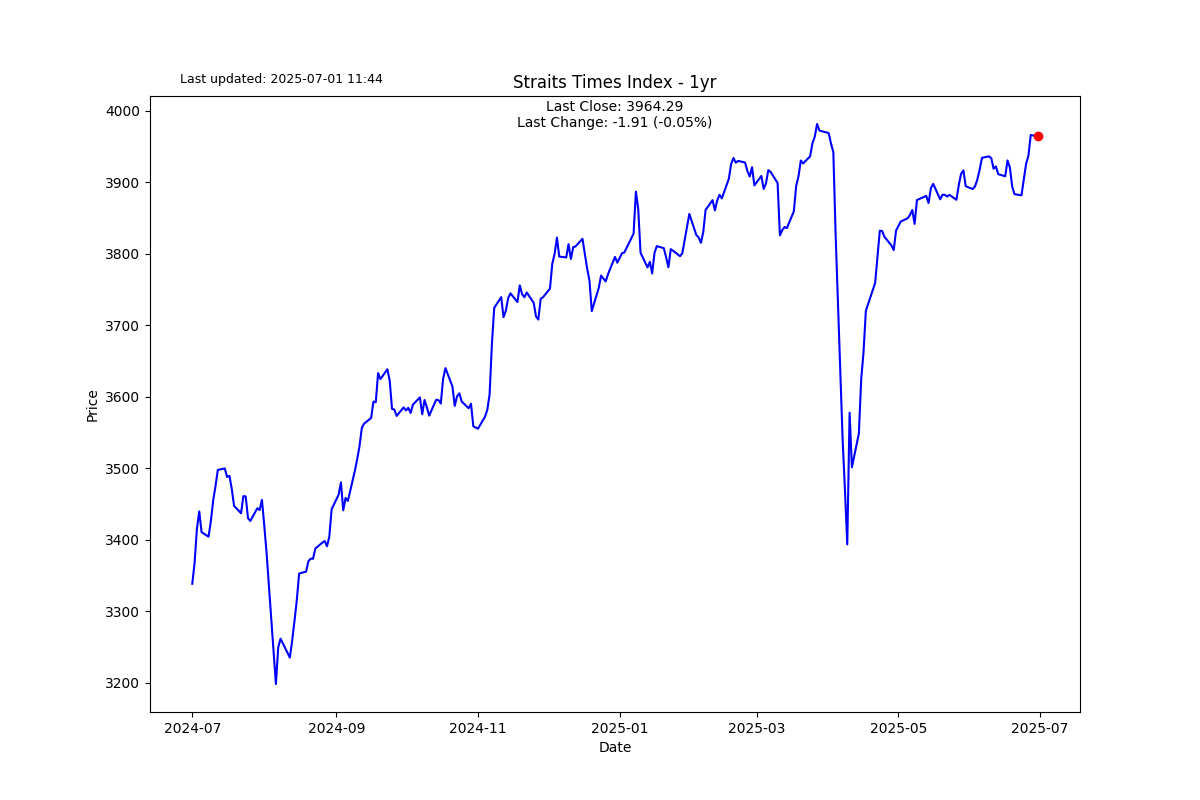 Last updated: 2025-07-01 11:44
Straits Times Index - 1yr
Last Close: 3964.29
Last Change: -1.91 (-0.05%)
Price
4000
3900
3800
3700
3600
3500
3400
3300
3200
2024-07 2024-09 2024-11 2025-01 2025-03 2025-05 2025-07
Date